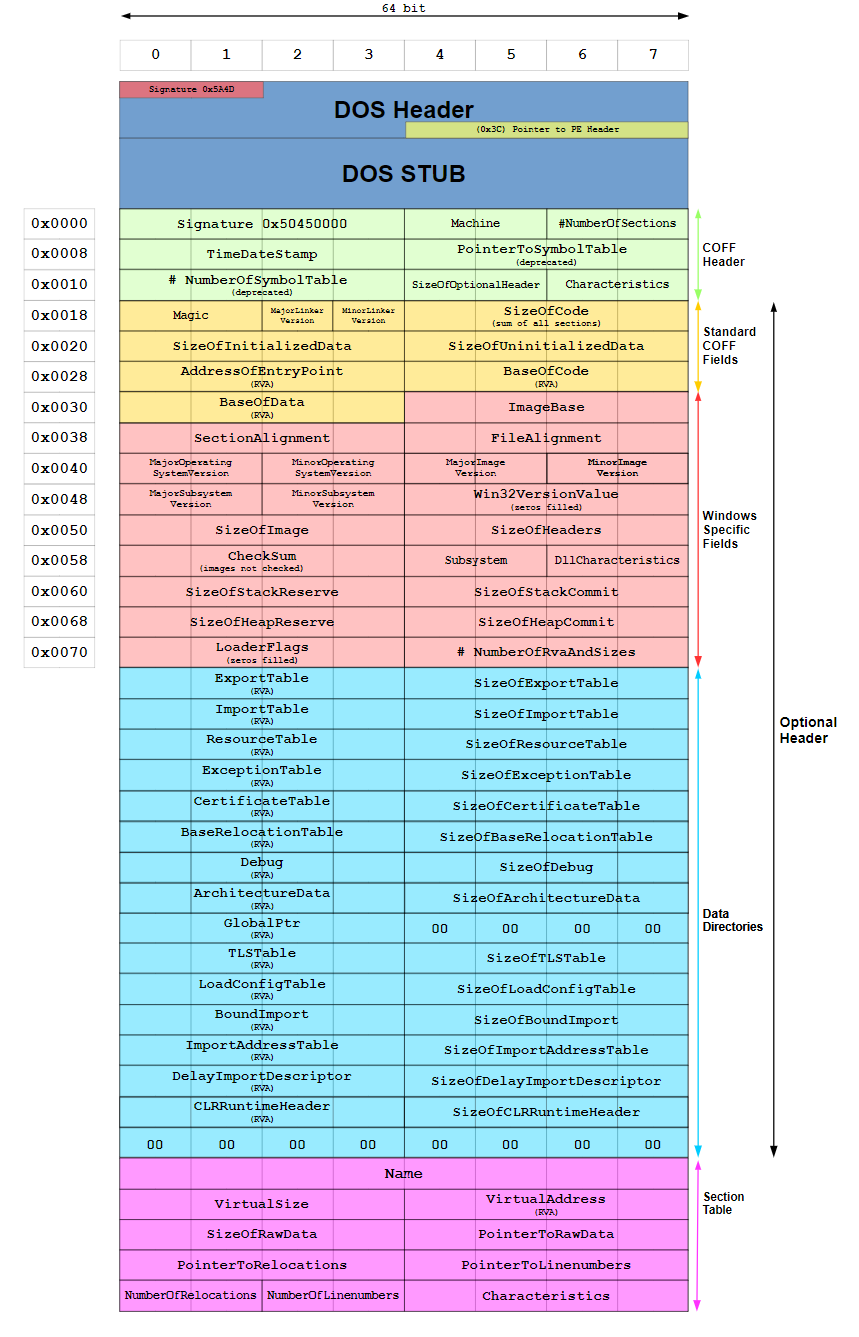 64 bit
0 1 2 3 4 5 6 7
Signature 0x5A4D
DOS Header
(0x3C) Pointer to PE Header
DOS STUB
0x0000 Signature 0x50450000 Machine #NumberOfSections
0x0008 TimeDateStamp PointerToSymbolTable
(deprecated)
COFF
Header
0x0010 # NumberOfSymbolTable
(deprecated)
SizeOfOptionalHeader Characteristics
0x0018 Magic MajorLinker
Version
MinorLinker
Version
SizeOfCode
(sum of all sections)
Standard
COFF
Fields
0x0020 SizeOfInitializedData SizeOfUninitializedData
0x0028 AddressOfEntryPoint
(RVA)
BaseOfCode
(RVA)
0x0030 BaseOfData
(RVA)
ImageBase
0x0038 SectionAlignment FileAlignment
0x0040 MajorOperating
SystemVersion
MinorOperating
SystemVersion
MajorImage
Version
MinorImage
Version
0x0048 MajorSubsystem
Version
MinorSubsystem
Version
Win32VersionValue
(zeros filled)
0x0050 SizeOfImage SizeOfHeaders
Windows
Specific
Fields
0x0058 CheckSum
(images not checked)
Subsystem DllCharacteristics
0x0060 SizeOfStackReserve SizeOfStackCommit
0x0068 SizeOfHeapReserve SizeOfHeapCommit
0x0070 LoaderFlags
(zeros filled)
# NumberOfRvaAndSizes
ExportTable
(RVA)
SizeOfExportTable
ImportTable
(RVA)
SizeOfImportTable
Optional
Header
ResourceTable
(RVA)
SizeOfResourceTable
ExceptionTable
(RVA)
SizeOfExceptionTable
CertificateTable
(RVA)
SizeOfCertificateTable
BaseRelocationTable
(RVA)
SizeOfBaseRelocationTable
Debug
(RVA)
SizeOfDebug
ArchitectureData
(RVA)
SizeOfArchitectureData
GlobalPtr
(RVA)
00 00 00 00
Data
Directories
TLSTable
(RVA)
SizeOfTLSTable
LoadConfigTable
(RVA)
SizeOfLoadConfigTable
BoundImport
(RVA)
SizeOfBoundImport
ImportAddressTable
(RVA)
SizeOfImportAddressTable
DelayImportDescriptor
(RVA)
SizeOfDelayImportDescriptor
CLRRuntimeHeader
(RVA)
SizeOfCLRRuntimeHeader
00 00 00 00 00 00 00 00
Name
VirtualSize VirtualAddress
(RVA)
Section
Table
SizeOfRawData PointerToRawData
PointerToRelocations PointerToLinenumbers
NumberOfRelocations NumberOfLinenumbers Characteristics